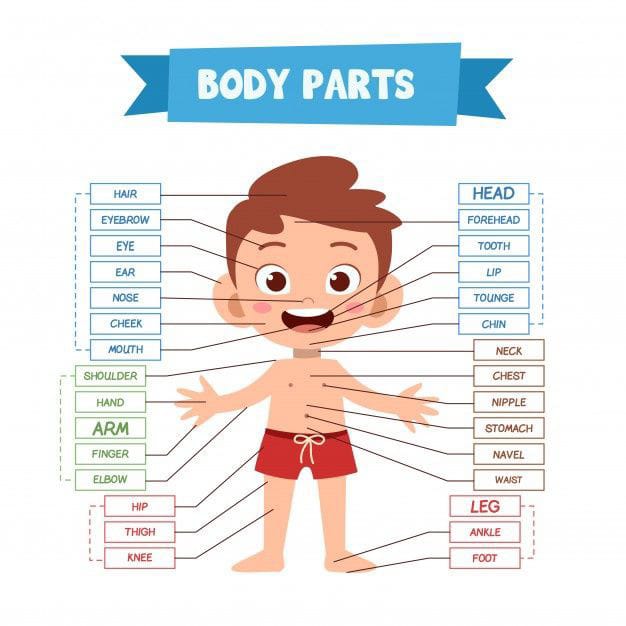 BODY PARTS
HAIR
EYEBROW
EYE
EAR
NOSE
CHEEK
MOUTH
SHOULDER
HAND
ARM
FINGER
ELBOW
HIP
THIGH
KNEE
HEAD
FOREHEAD
TOOTH
LIP
TOUNGE
CHIN
NECK
CHEST
NIPPLE
STOMACH
NAVEL
WAIST
LEG
ANKLE
FOOT